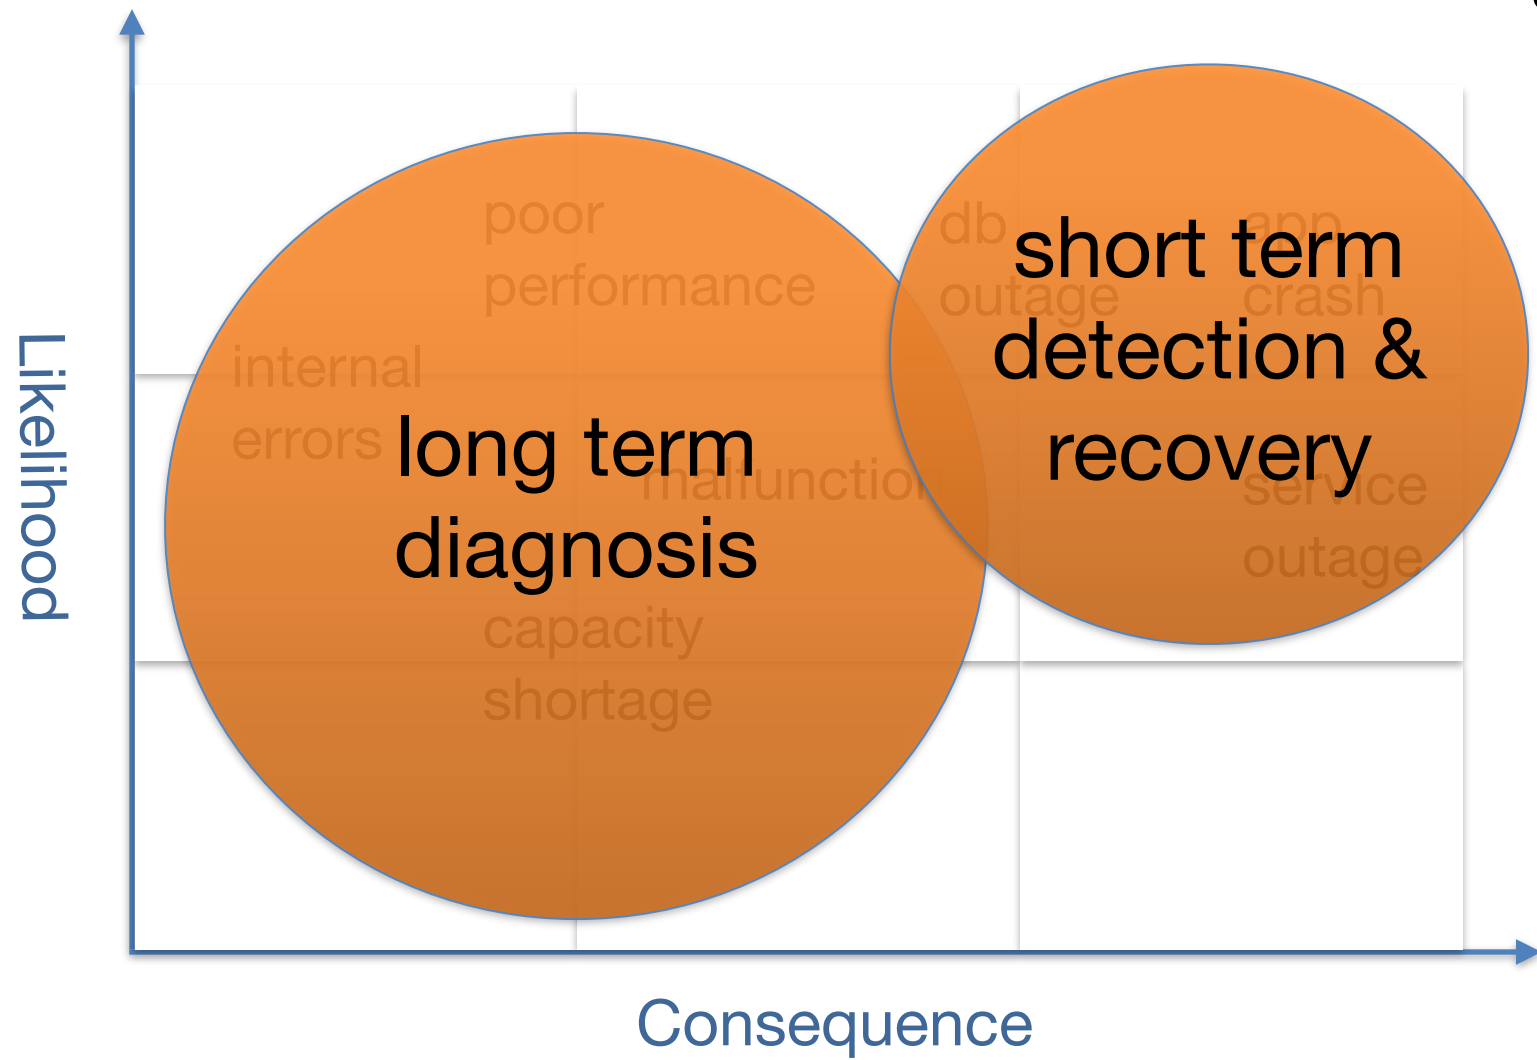 Likelihood
poor
performance
db
outage
app
crash
short term
detection &
recovery
internal
errors
long term
diagnosis
malfunction
service
outage
capacity
shortage
Consequence